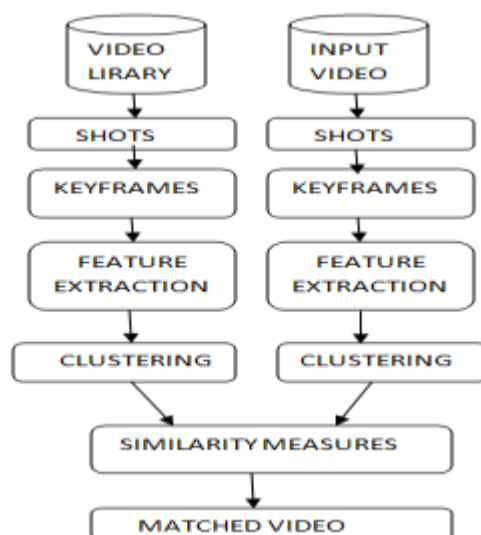 VIDEO
LIRARY
INPUT
VIDEO
SHOTS
SHOTS
KEYFRAMES
KEYFRAMES
FEATURE
EXTRACTION
FEATURE
EXTRACTION
CLUSTERING
CLUSTERING
SIMILARITY MEASURES
MATCHED VIDEO